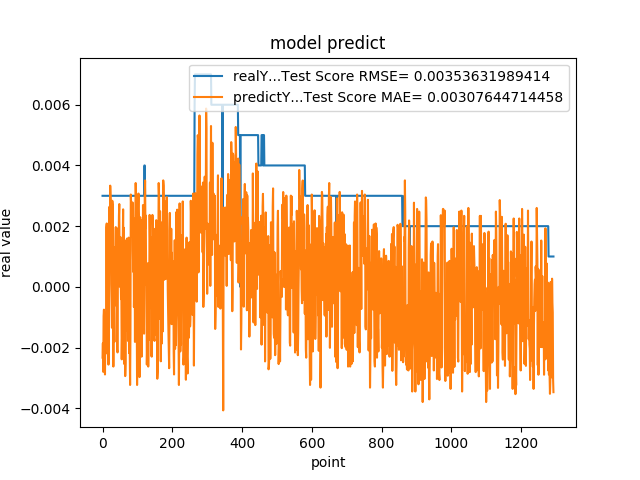 model predict
realY...Test Score RMSE= 0.00353631989414
predictY...Test Score MAE= 0.00307644714458
real value
0.006
0.004
0.002
0.000
−0.002
−0.004
0 200 400 600 800 1000 1200
point